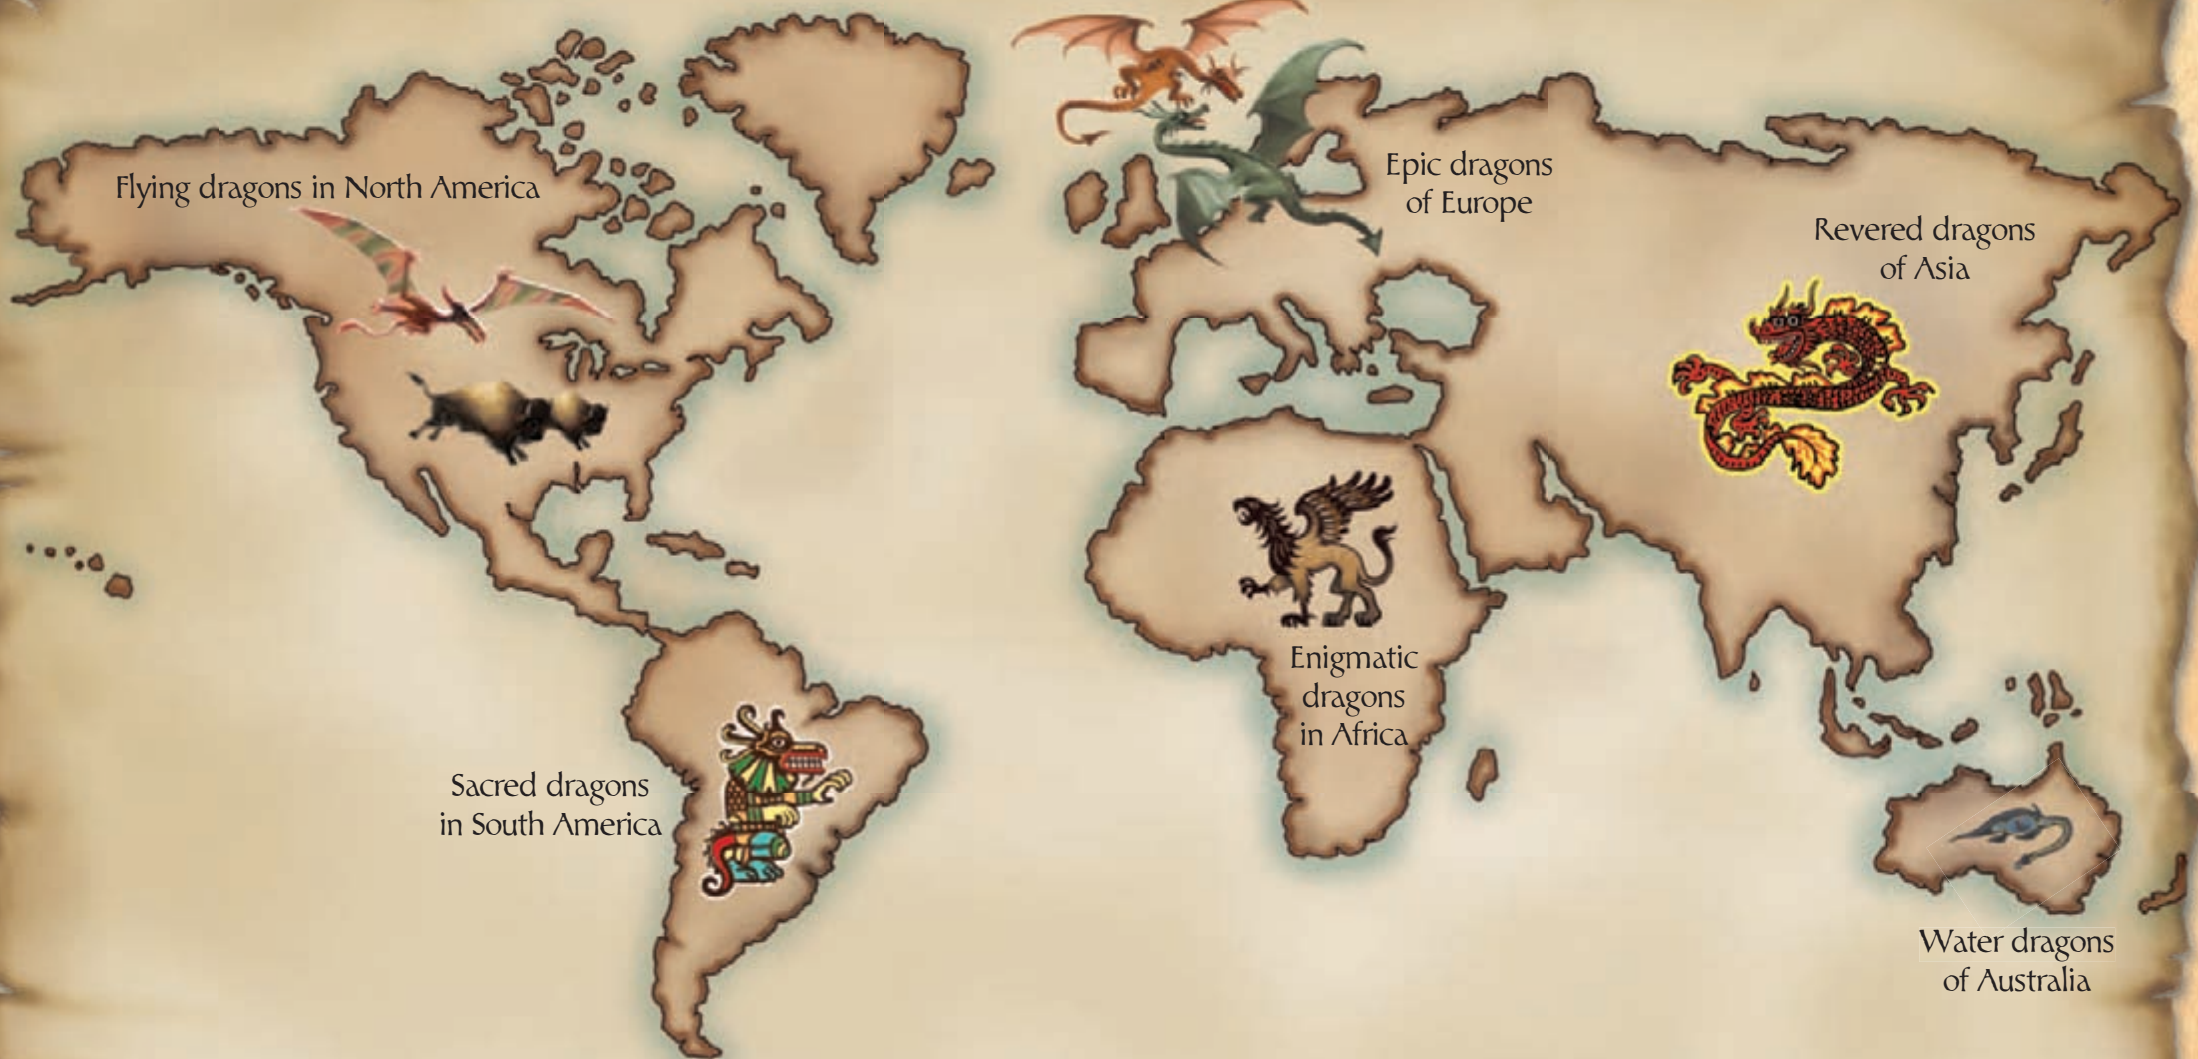 Flying dragons in North America
Epic dragons
of Europe
Revered dragons
of Asia
Enigmatic
dragons
in Africa
Sacred dragons
in South America
Water dragons
of Australia